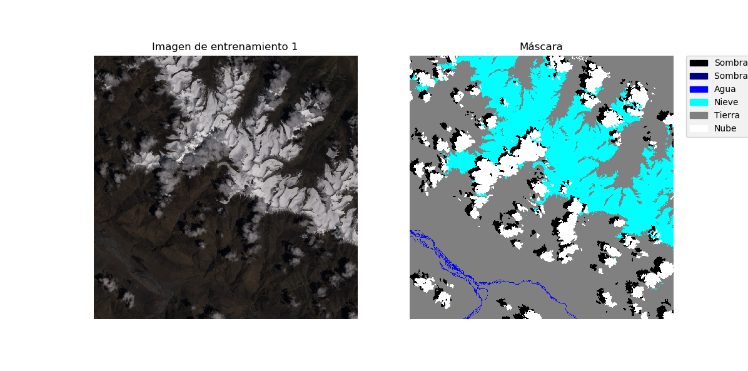 Imagen de entrenamiento 1
Máscara
Sombra
Sombra
Agua
Nieve
Tierra
Nube